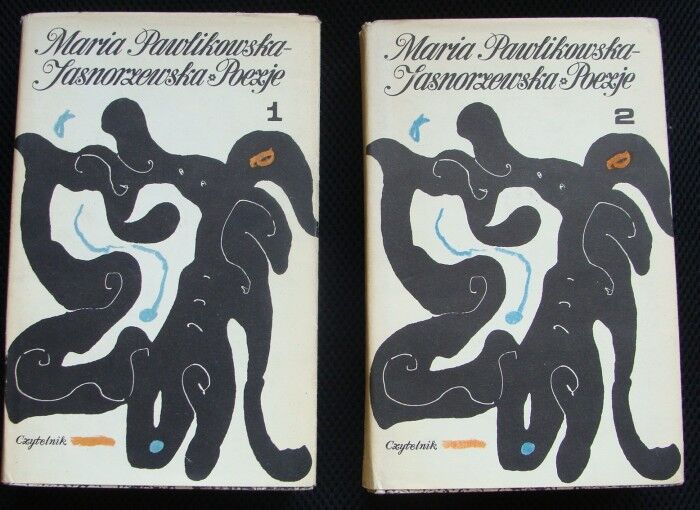 Maria Pawlikowska-
Jasnorzewska * Poezje
1
Czytelnik
Maria Pawlikowska-
Jasnorzewska * Poezje
2
Czytelnik